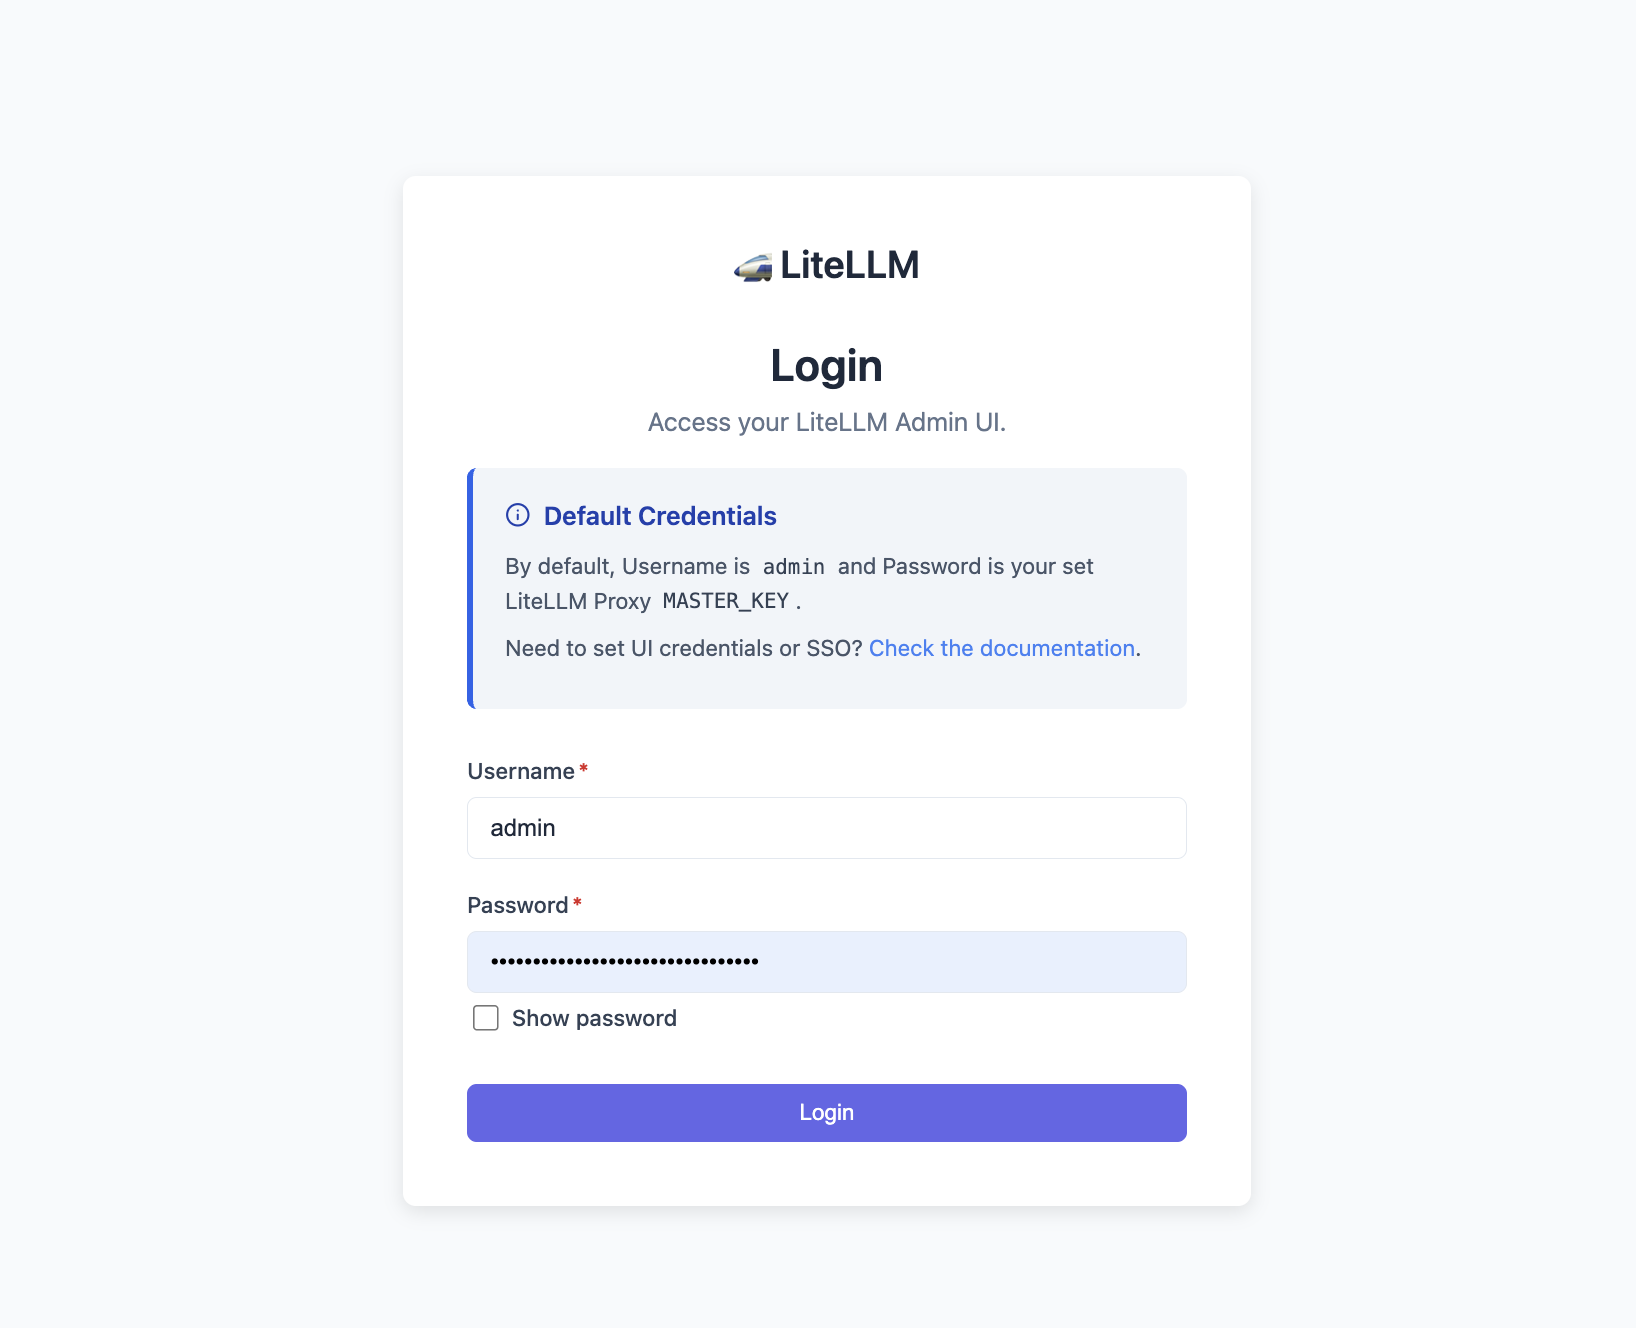 LiteLLM
Login
Access your LiteLLM Admin UI.
Default Credentials
By default, Username is admin and Password is your set
LiteLLM Proxy MASTER_KEY .
Need to set UI credentials or SSO? Check the documentation.
Username*
admin
Password*
••••••••••••••••••••••••••••••••
Show password
Login